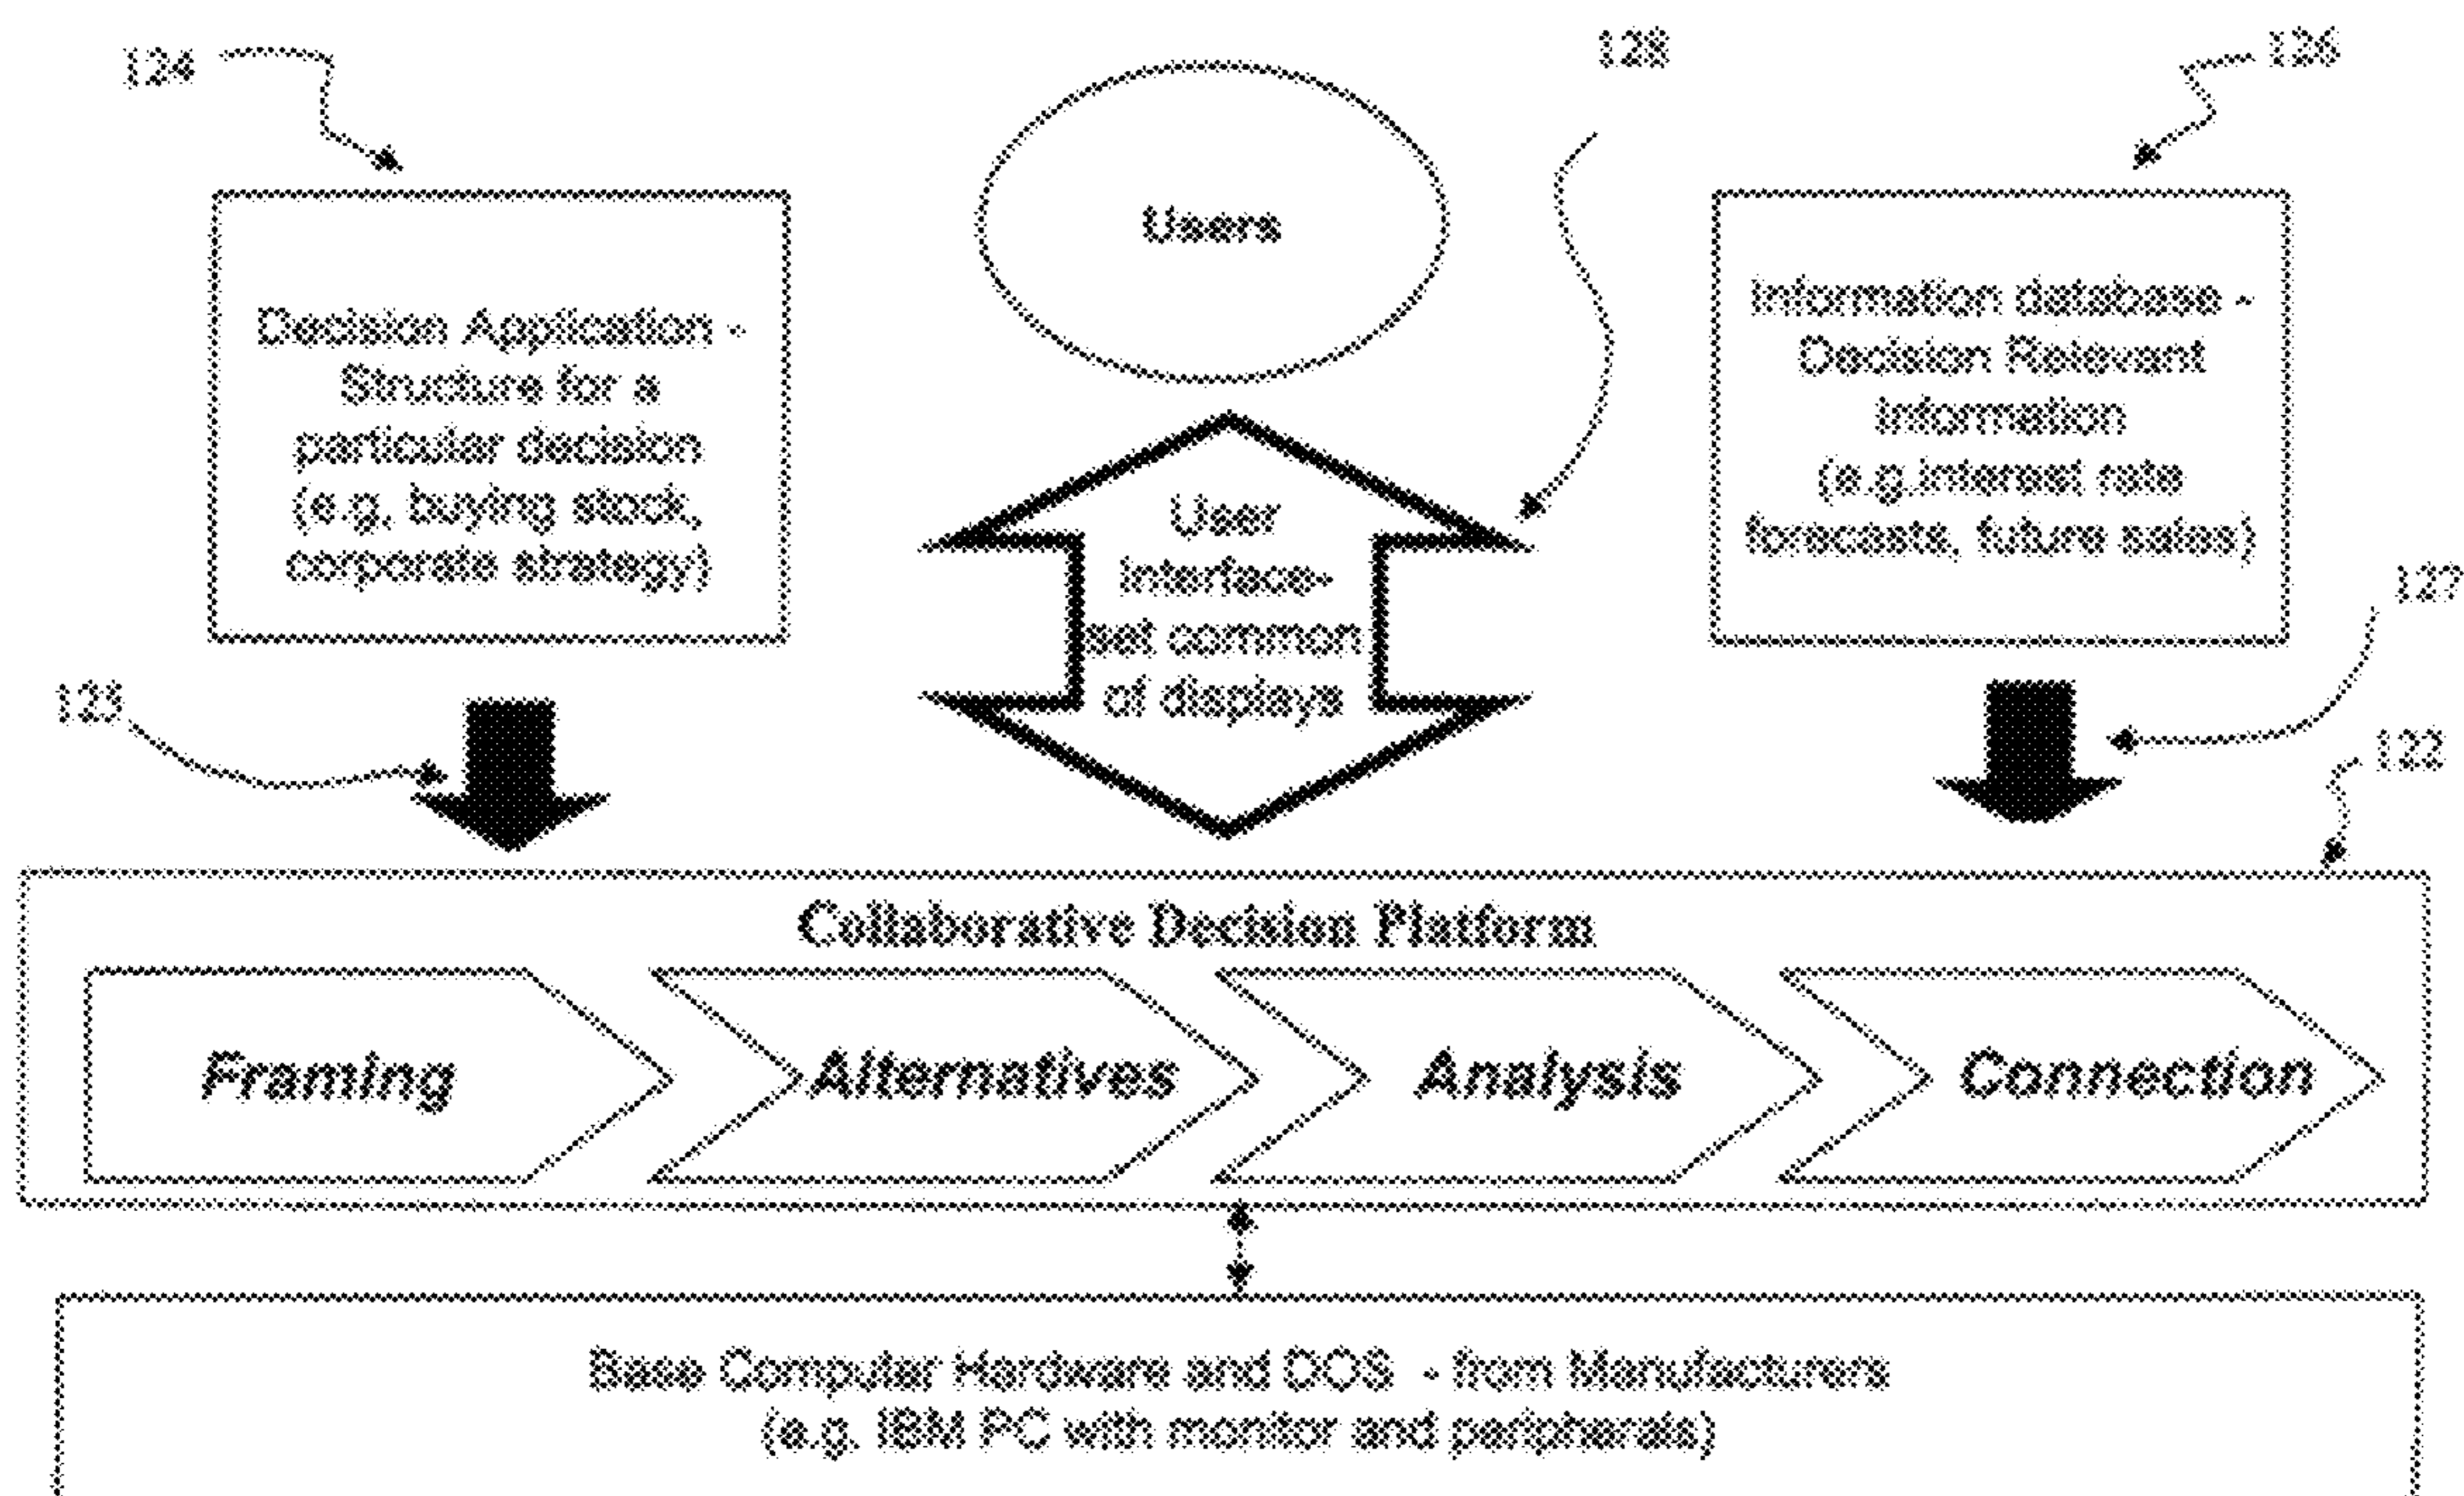 124
128
126
Users
Decision Application -
Structure for a
particular decision
(e.g. buying stock,
corporate strategy)
Information database -
Decision Relevant
Information
(e.g.interest rate
forecasts, future sales)
User
Interface-
set common
of displays
127
122
Collaborative Decision Platform
Framing
Alternatives
Analysis
Connection
Base Computer Hardware and DOS - from Manufacturers
(e.g. IBM PC with monitor and peripherals)